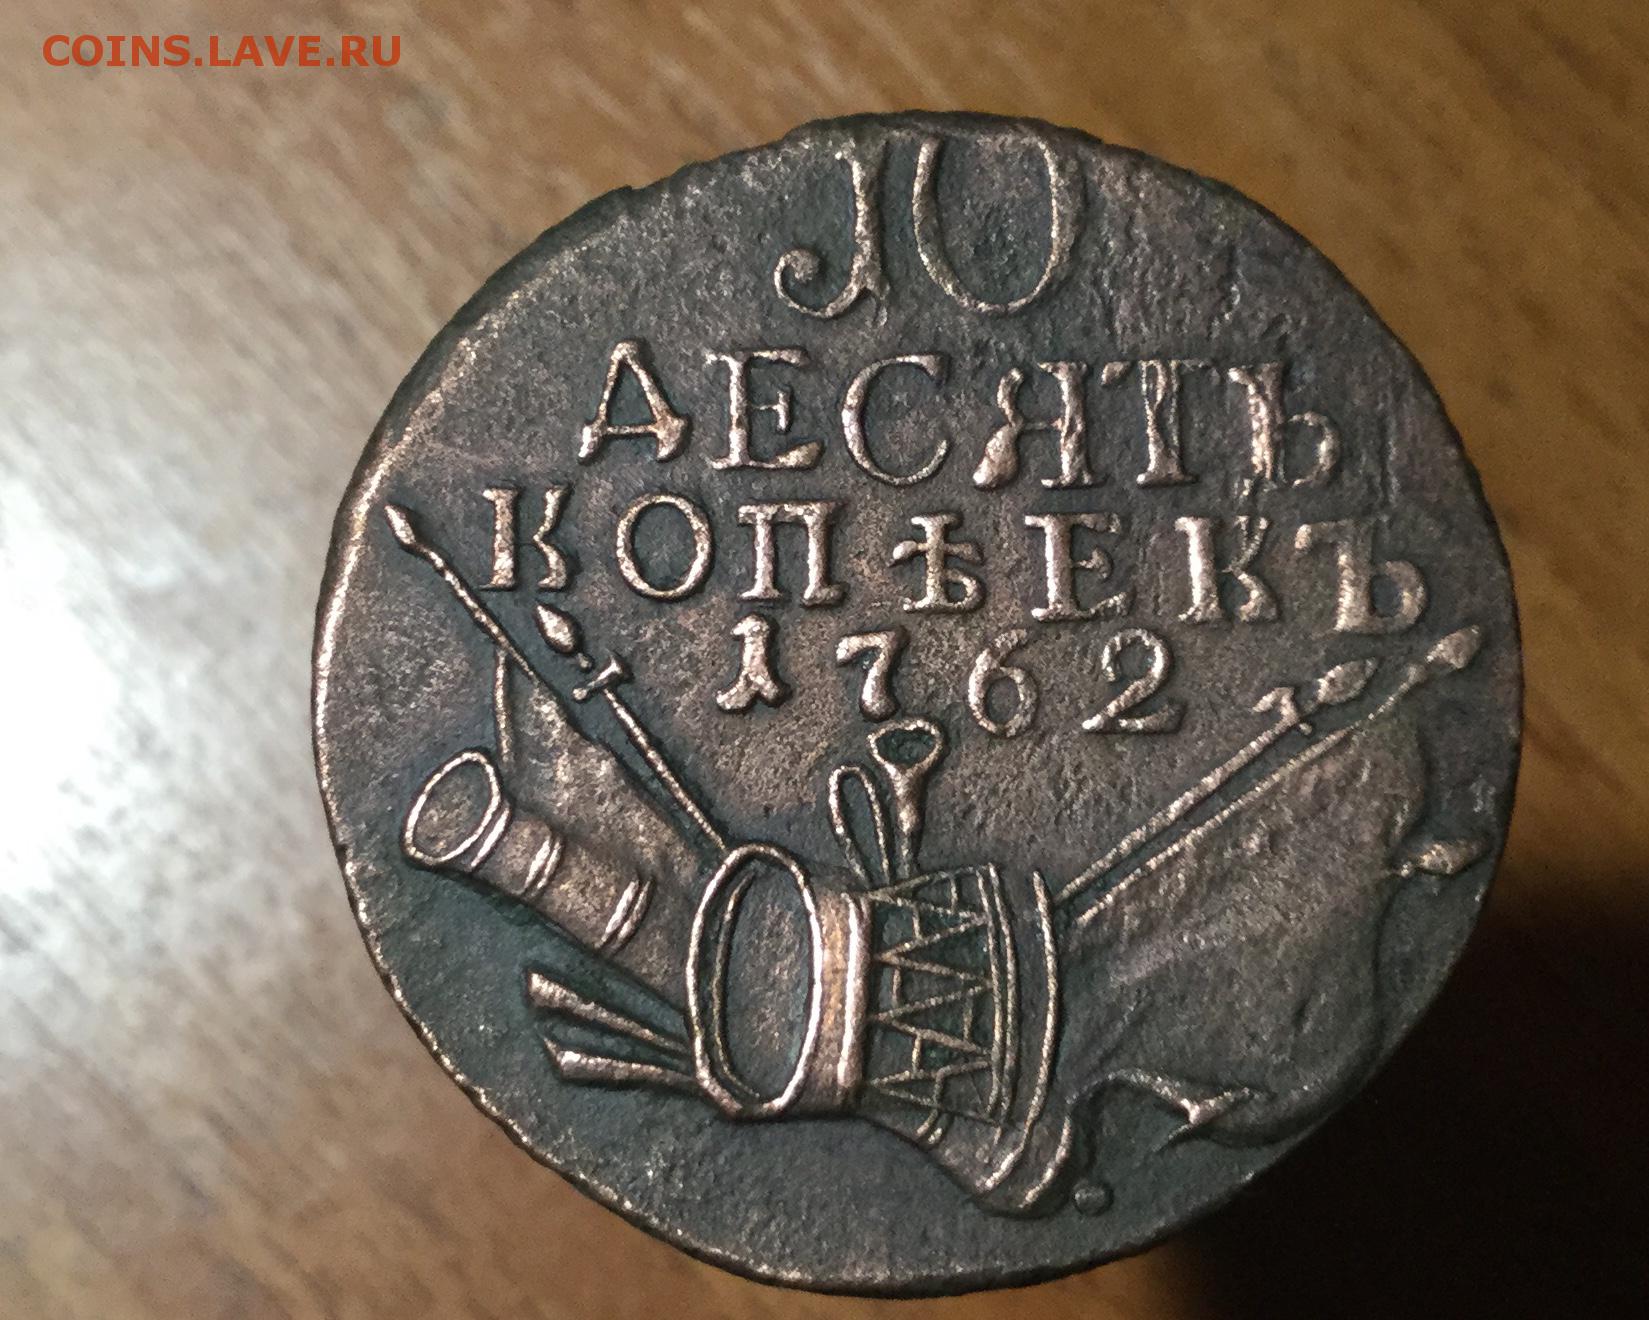 COINS.LAVE.RU
10
ДЕСЯТЬ
КОПѢЕКЪ
1762